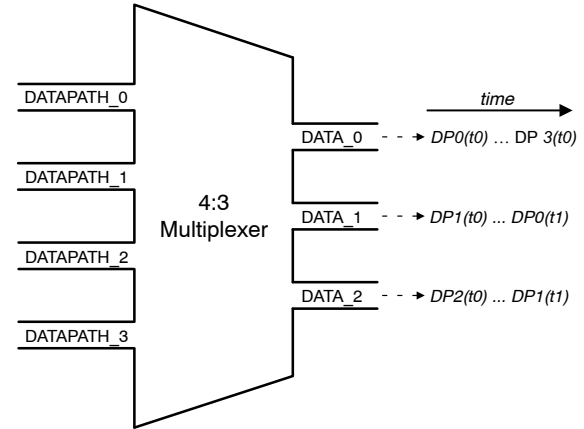 DATAPATH_0
DATAPATH_1
DATAPATH_2
DATAPATH_3
4:3
Multiplexer
time
DATA_0 DP0(t0) … DP 3(t0)
DATA_1 DP1(t0) ... DP0(t1)
DATA_2 DP2(t0) ... DP1(t1)